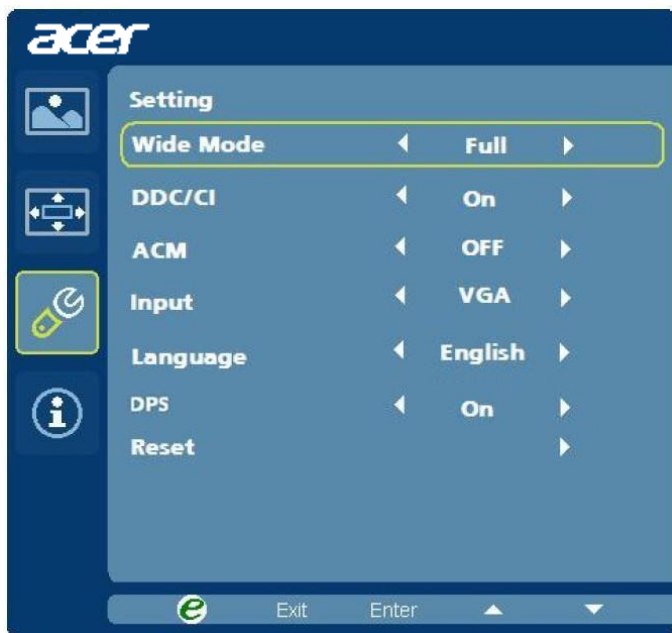 acer
Setting
Wide Mode Full
DDC/CI On
ACM OFF
Input VGA
Language English
DPS On
Reset
e Exit Enter